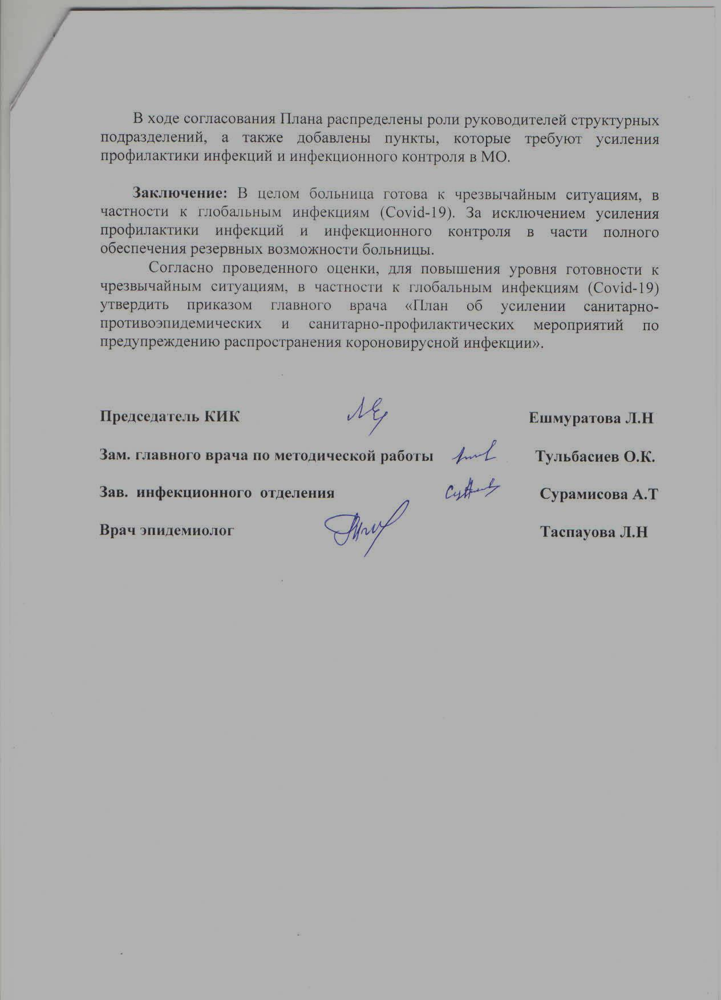 В ходе согласования Плана распределены роли руководителей структурных
подразделений, а также добавлены пункты, которые требуют усиления
профилактики инфекций и инфекционного контроля в МО.
Заключение: В целом больница готова к чрезвычайным ситуациям, в
частности к глобальным инфекциям (Covid-19). За исключением усиления
профилактики инфекций и инфекционного контроля в части полного
обеспечения резервных возможности больницы.
Согласно проведенного оценки, для повышения уровня готовности к
чрезвычайным ситуациям, в частности к глобальным инфекциям (Covid-19)
утвердить приказом главного врача «План об усилении санитарно-
противоэпидемических и санитарно-профилактических мероприятий по
предупреждению распространения короновирусной инфекции».
Председатель КИК Ешмуратова Л.Н
Зам. главного врача по методической работы Тульбасиев О.К.
Зав. инфекционного отделения Сурамисова А.Т
Врач эпидемиолог Таспауова Л.Н